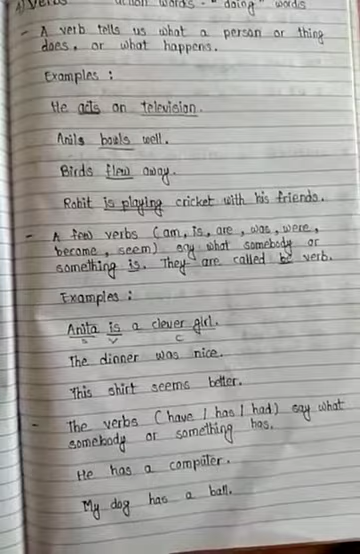 4) Verbs action words - "doing" words
- A verb tells us what a person or thing
does, or what happens.
Examples :
He acts on television.
Anils bowls well.
Birds flew away.
Rohit is playing cricket with his friends.
- A few verbs (am, is, are, was, were,
become, seem) say what somebody or
something is. They are called be verb.
Examples :
Anita is a clever girl.
S V C
The dinner was nice.
This shirt seems better.
- The verbs (have / has / had) say what
somebody or something has.
He has a computer.
My dog has a ball.